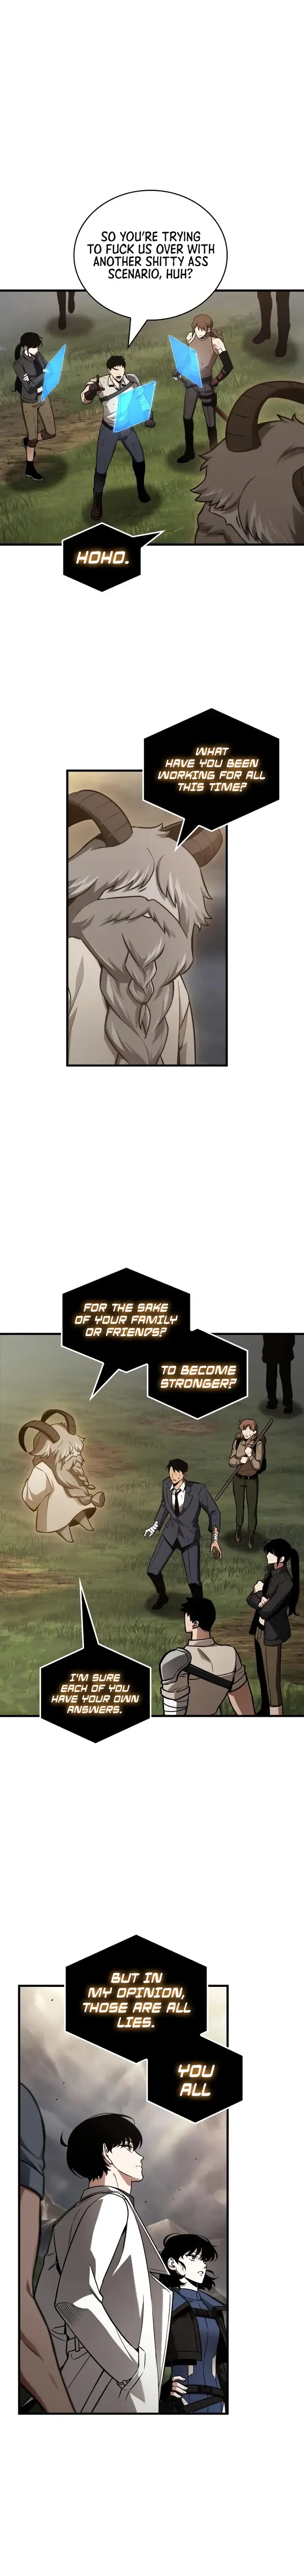 SO YOU'RE TRYING
TO FUCK US OVER WITH
ANOTHER SHITTY ASS
SCENARIO, HUH?
HOHO.
WHAT
HAVE YOU BEEN
WORKING FOR ALL
THIS TIME?
FOR THE SAKE
OF YOUR FAMILY
OR FRIENDS?
TO BECOME
STRONGER?
I'M SURE
EACH OF YOU
HAVE YOUR OWN
ANSWERS.
BUT IN
MY OPINION,
THOSE ARE ALL
LIES.
YOU
ALL